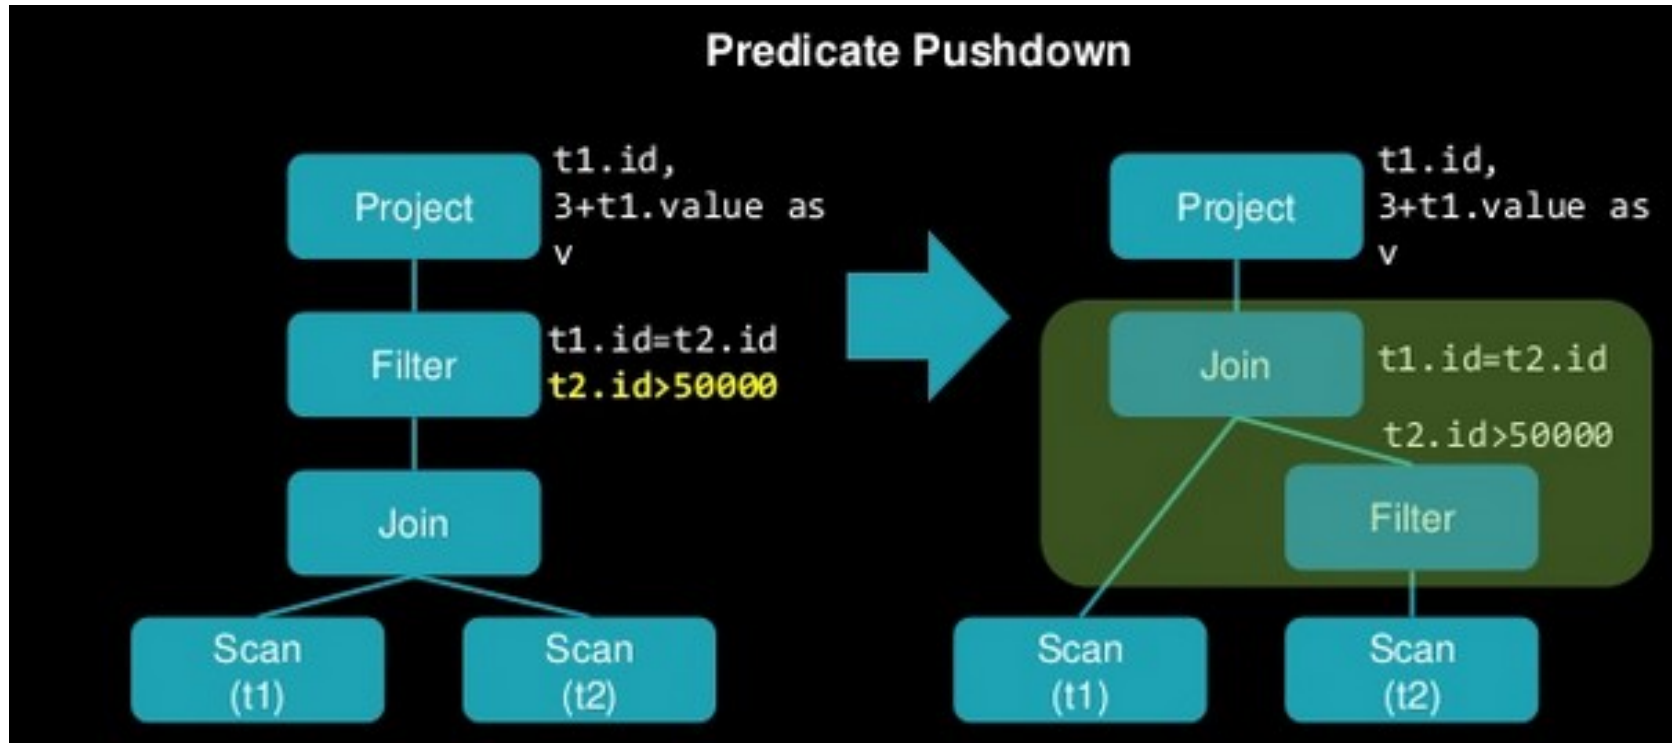 Predicate Pushdown
Project
t1.id,
3+t1.value as
v
Filter
t1.id=t2.id
t2.id>50000
Join
Scan
(t1)
Scan
(t2)
Project
t1.id,
3+t1.value as
v
Join
t1.id=t2.id
t2.id>50000
Filter
Scan
(t1)
Scan
(t2)